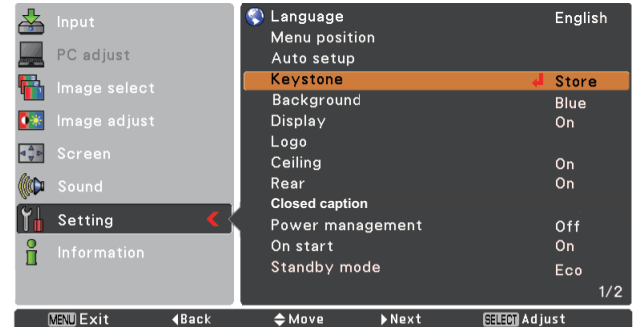 Input
PC adjust
Image select
Image adjust
Screen
Sound
Setting
Information
Language English
Menu position
Auto setup
Keystone Store
Background Blue
Display On
Logo
Ceiling On
Rear On
Closed caption
Power management Off
On start On
Standby mode Eco
1/2
MENU Exit Back Move Next SELECT Adjust